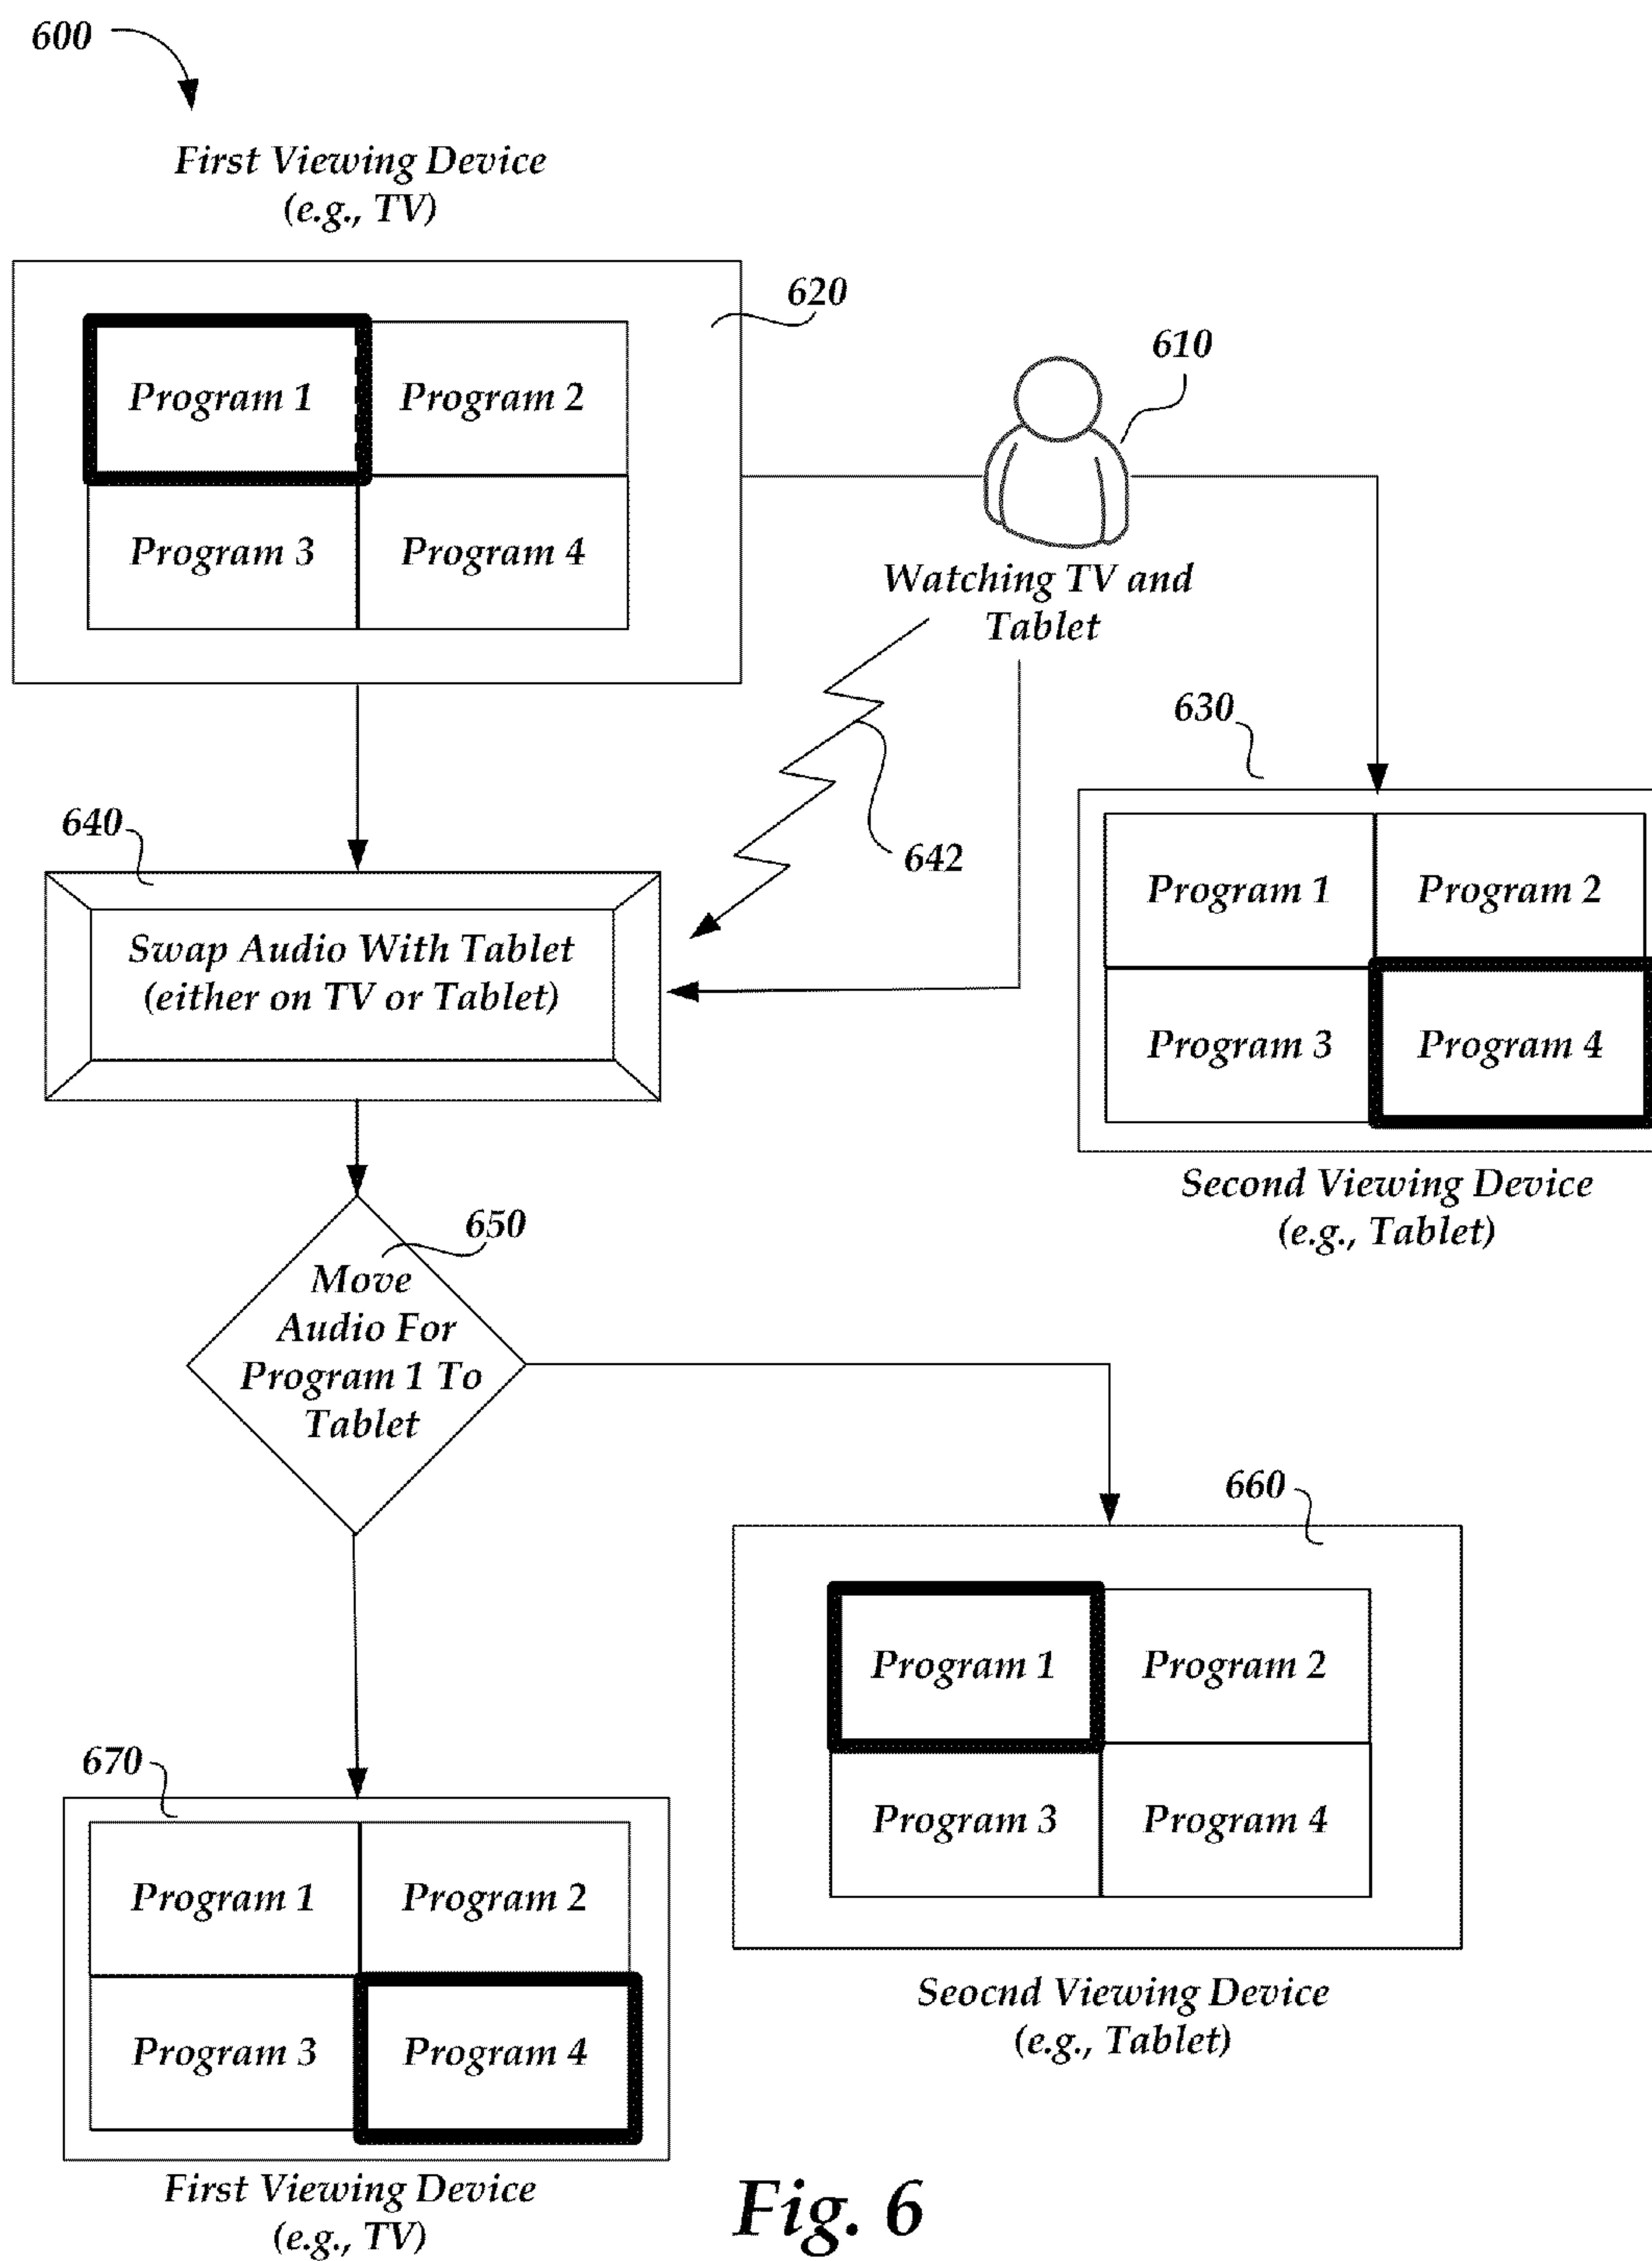 600
First Viewing Device
(e.g., TV)
620
Program 1
Program 2
Program 3
Program 4
610
Watching TV and
Tablet
642
630
Program 1
Program 2
Program 3
Program 4
Second Viewing Device
(e.g., Tablet)
640
Swap Audio With Tablet
(either on TV or Tablet)
650
Move
Audio For
Program 1 To
Tablet
660
Program 1
Program 2
Program 3
Program 4
Seocnd Viewing Device
(e.g., Tablet)
670
Program 1
Program 2
Program 3
Program 4
First Viewing Device
(e.g., TV)
Fig. 6